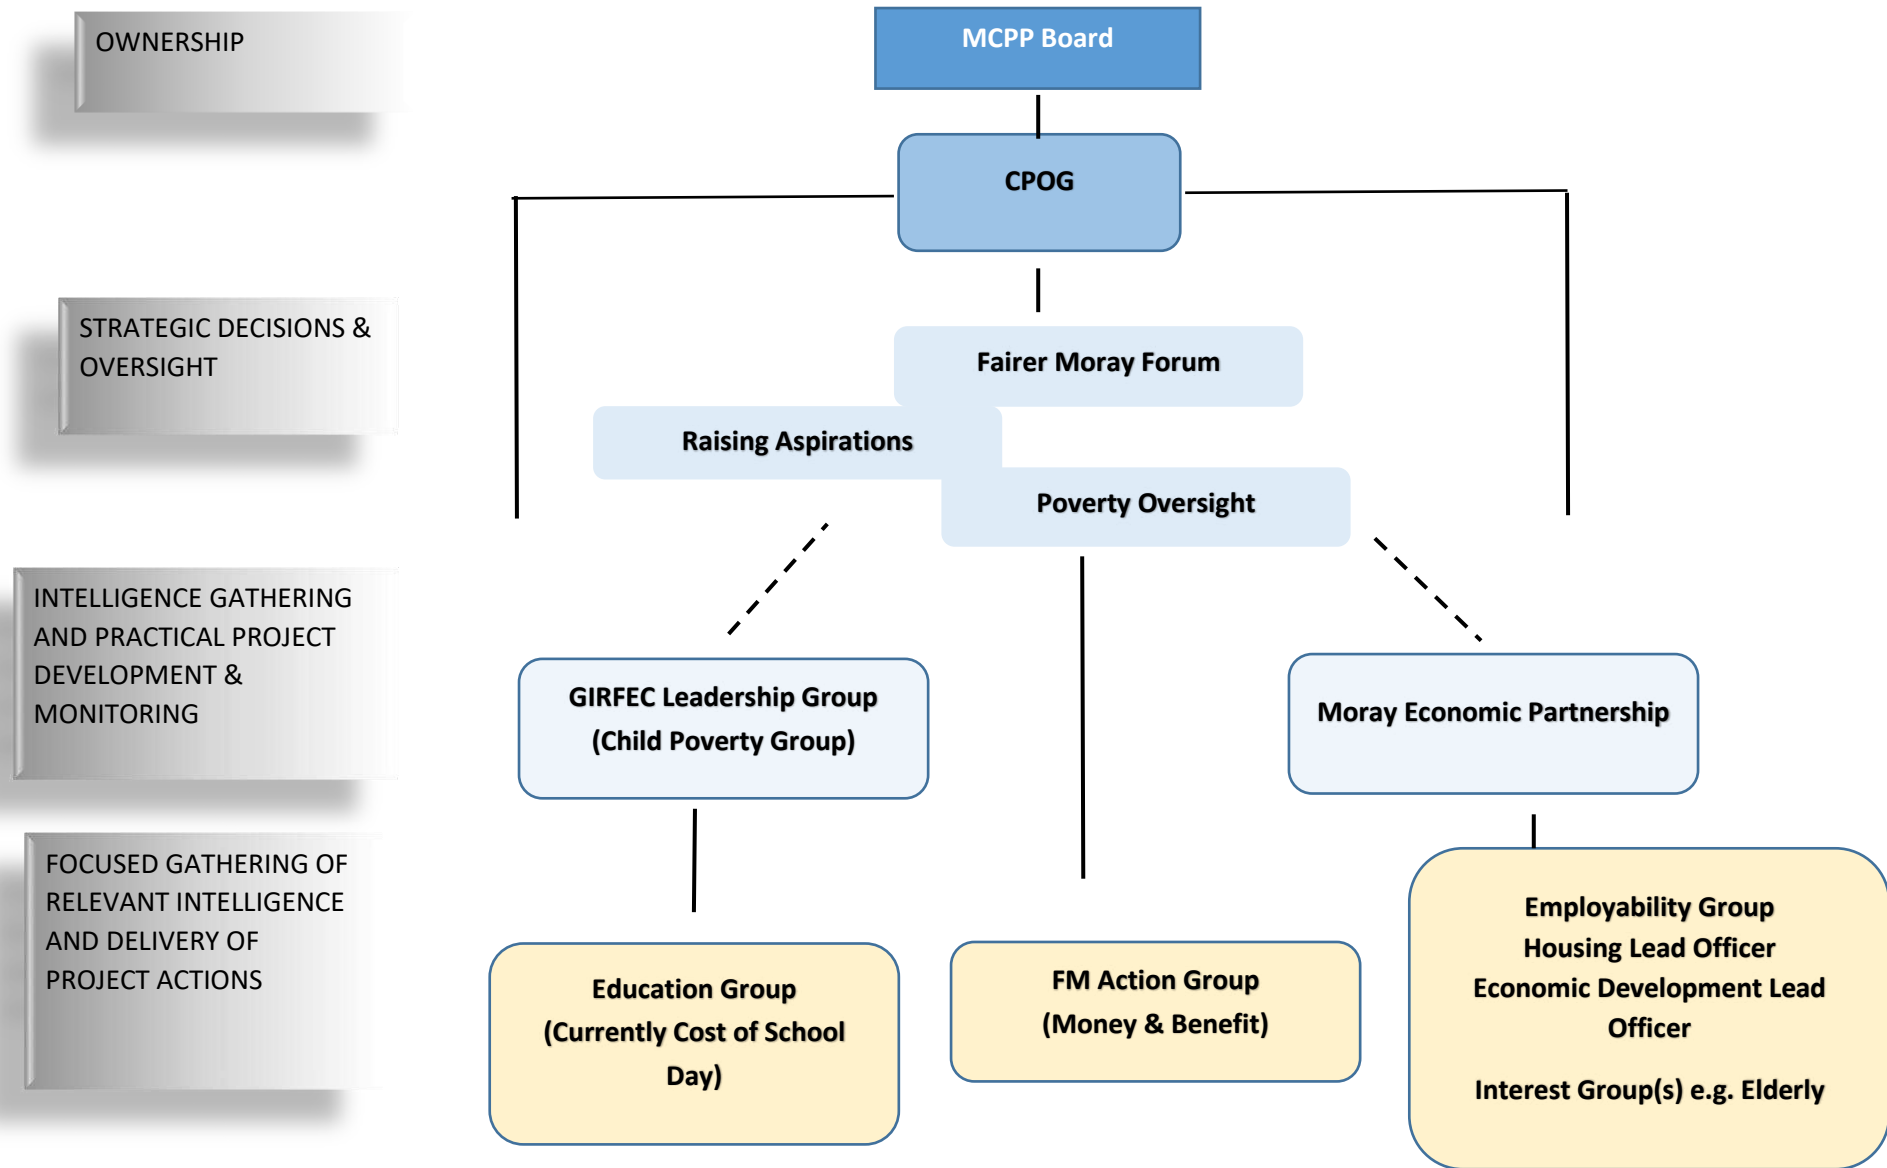 OWNERSHIP
MCPP Board
CPOG
STRATEGIC DECISIONS &
OVERSIGHT
Fairer Moray Forum
Raising Aspirations
Poverty Oversight
INTELLIGENCE GATHERING
AND PRACTICAL PROJECT
DEVELOPMENT &
MONITORING
GIRFEC Leadership Group
(Child Poverty Group)
Moray Economic Partnership
FOCUSED GATHERING OF
RELEVANT INTELLIGENCE
AND DELIVERY OF
PROJECT ACTIONS
Education Group
(Currently Cost of School
Day)
FM Action Group
(Money & Benefit)
Employability Group
Housing Lead Officer
Economic Development Lead
Officer
Interest Group(s) e.g. Elderly